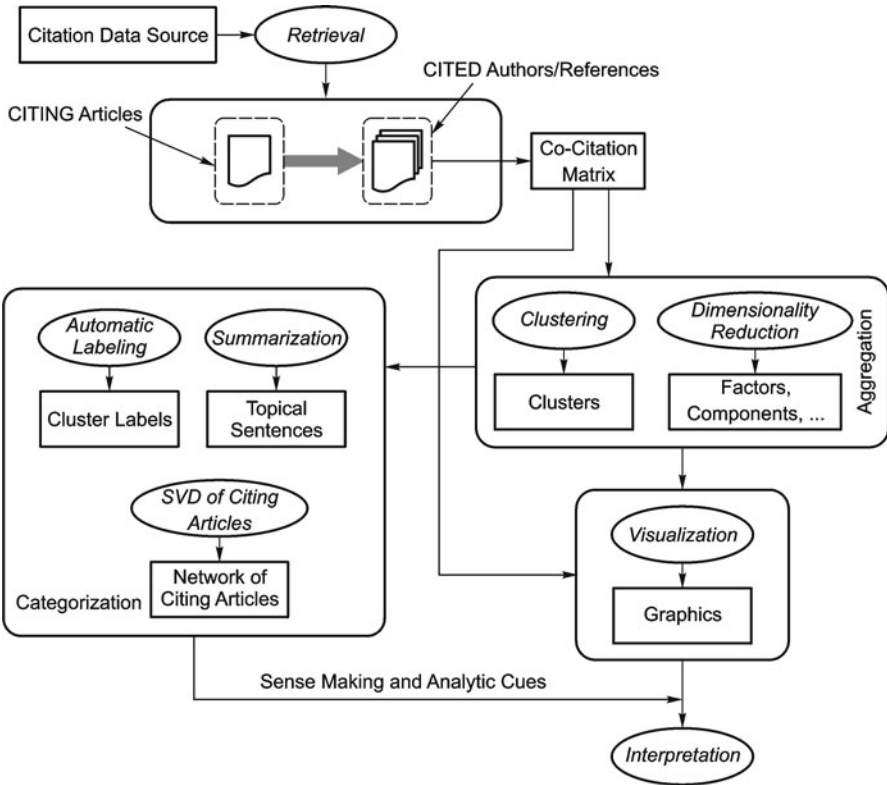 Citation Data Source
Retrieval
CITED Authors/References
CITING Articles
Co-Citation
Matrix
Automatic
Labeling
Summarization
Clustering
Dimensionality
Reduction
Cluster Labels
Topical
Sentences
Clusters
Factors,
Components, ...
Aggregation
SVD of Citing
Articles
Visualization
Categorization
Network of
Citing Articles
Graphics
Sense Making and Analytic Cues
Interpretation